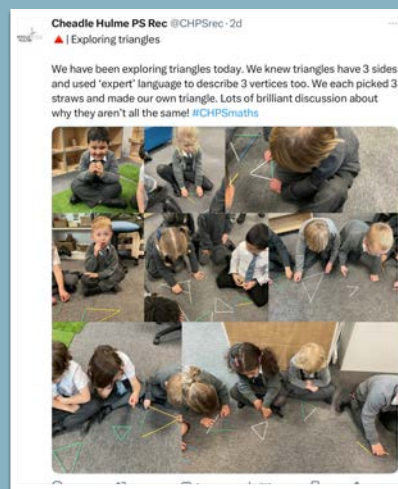 Cheadle Hulme PS Rec @CHPSrec · 2d
🔺 | Exploring triangles
We have been exploring triangles today. We knew triangles have 3 sides
and used 'expert' language to describe 3 vertices too. We each picked 3
straws and made our own triangle. Lots of brilliant discussion about
why they aren't all the same! #CHPSmaths